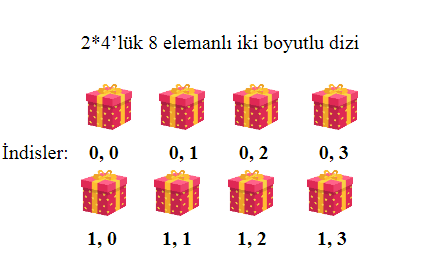 2*4’lük 8 elemanlı iki boyutlu dizi
İndisler: 0, 0 0, 1 0, 2 0, 3
1, 0 1, 1 1, 2 1, 3